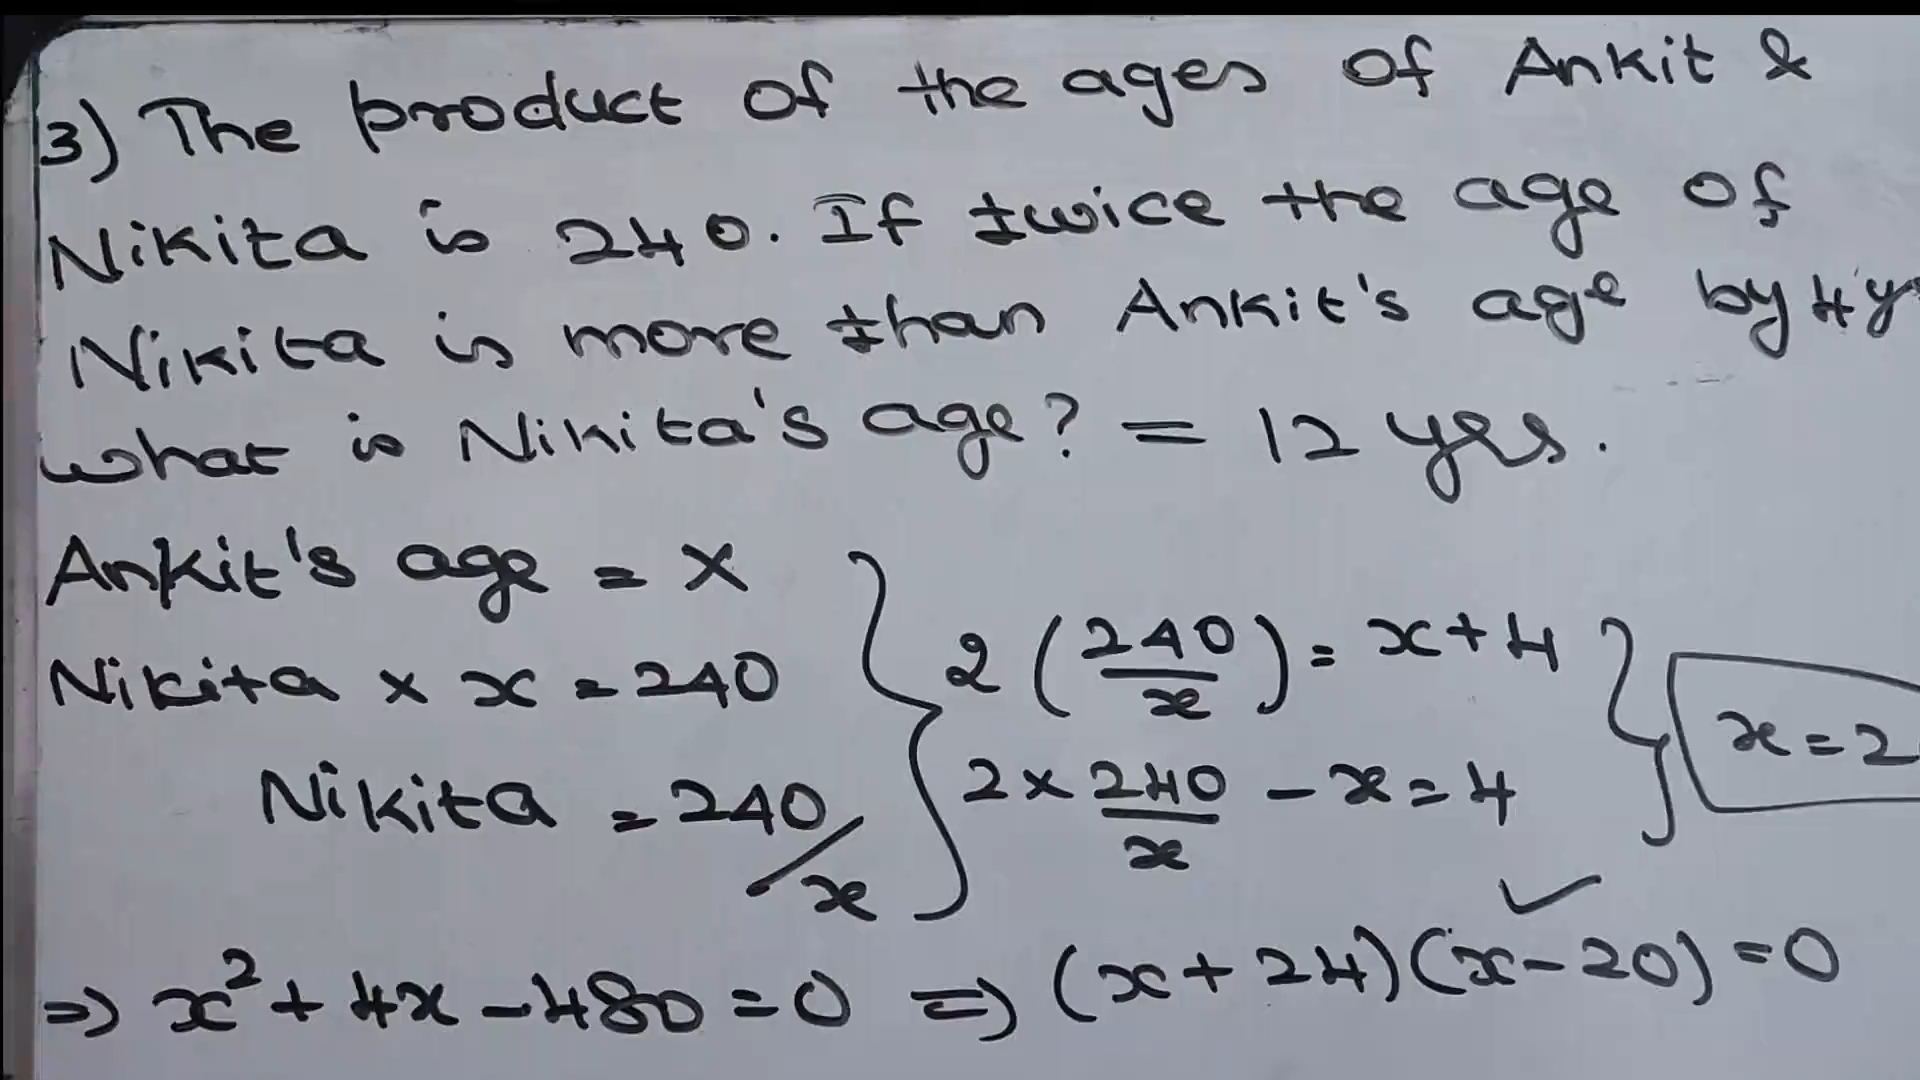 3) The product of the ages of Ankit &
Nikita is 240. If twice the age of
Nikita is more than Ankit's age by 4
what is Nikita's age? = 12 yrs.
Ankit's age = x
Nikita × x = 240
Nikita = 240/x
2(240/x) = x+4
2×240/x - x = 4
x = 2
⇒ x²+4x-480=0 ⇒ (x+24)(x-20)=0